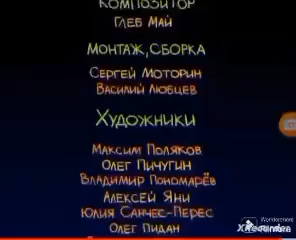 КОМПОЗИТОР
ГЛЕБ МАЙ
МОНТАЖ, СБОРКА
СЕРГЕЙ МОТОРИН
ВАСИЛИЙ ЛЮБЦЕВ
ХУДОЖНИКИ
МАКСИМ ПОЛЯКОВ
ОЛЕГ ПИЧУГИН
ВЛАДИМИР ПОНОМАРЁВ
АЛЕКСЕЙ ЯНИ
ЮЛИЯ САНЧЕС-ПЕРЕС
ОЛЕГ ПИДАН
Wondershare